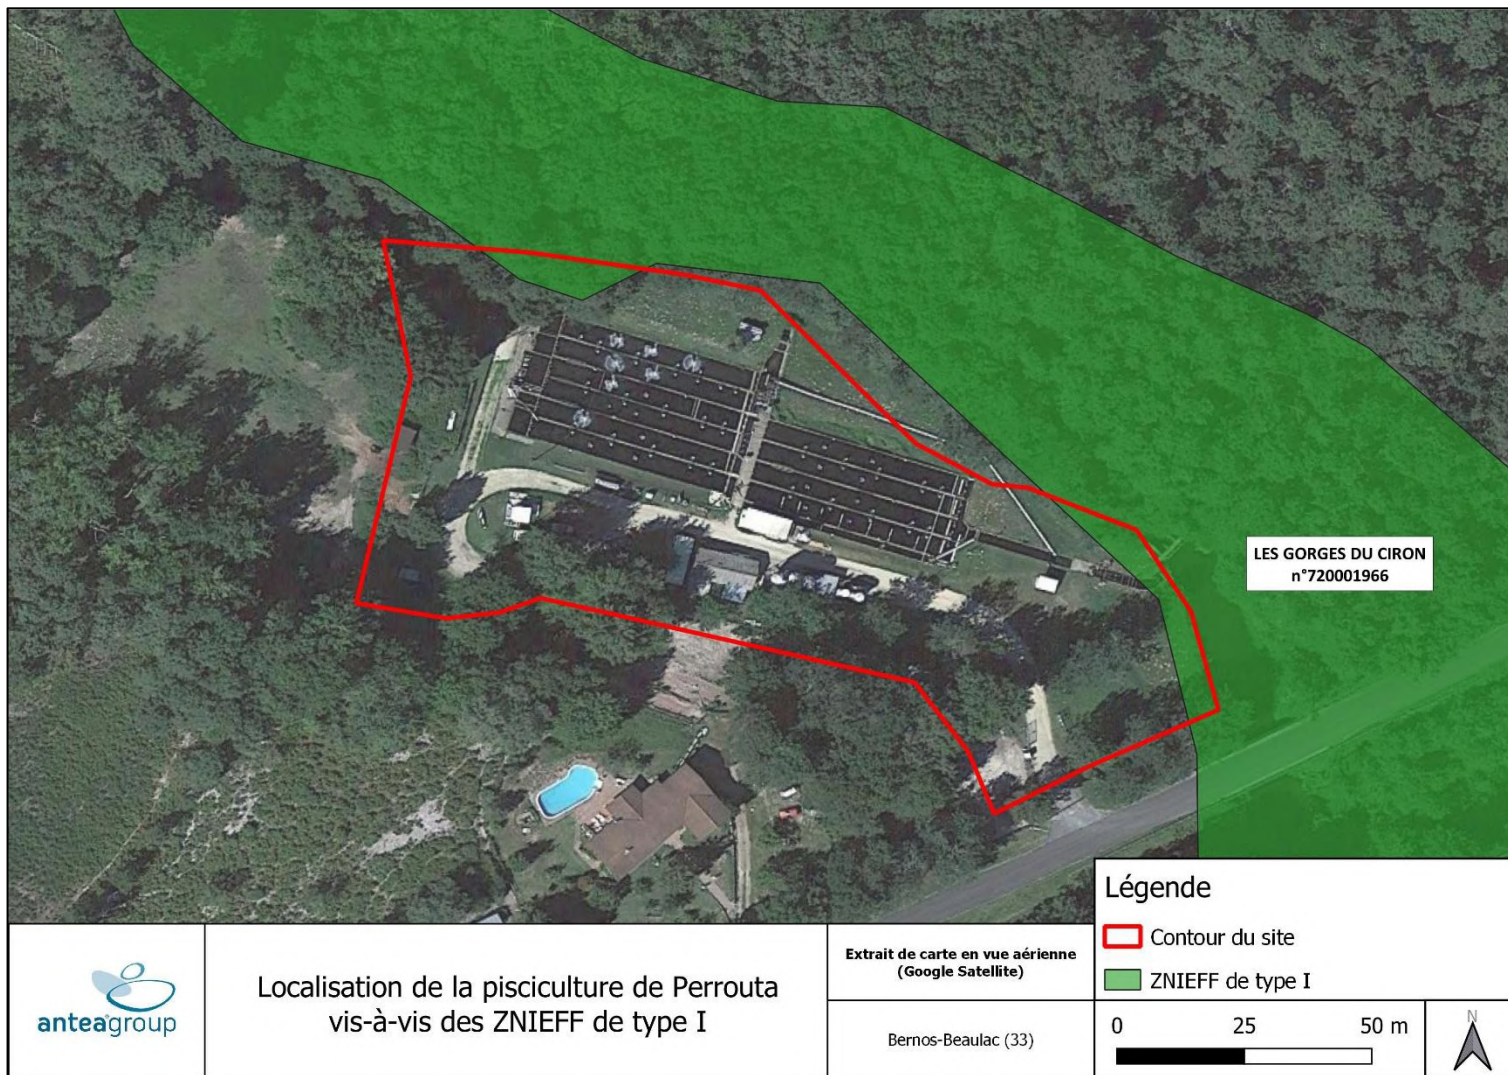 LES GORGES DU CIRON
n°720001966
anteagroup
Localisation de la pisciculture de Perrouta
vis-à-vis des ZNIEFF de type I
Extrait de carte en vue aérienne
(Google Satellite)
Bernos-Beaulac (33)
Légende
Contour du site
ZNIEFF de type I
0 25 50 m
N